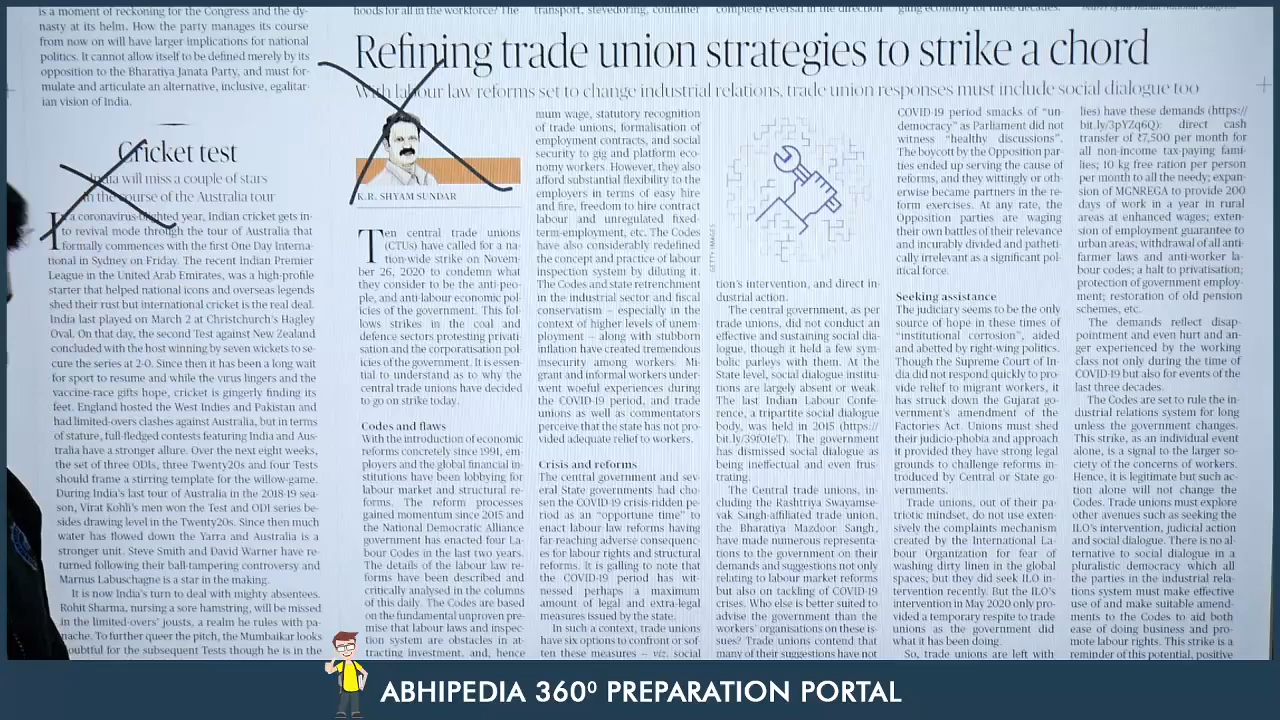 is a moment of reckoning for the Congress and the dy-
nasty at its helm. How the party manages its course
from now on will have larger implications for national
politics. It cannot allow itself to be defined merely by its
opposition to the Bharatiya Janata Party, and must for-
mulate and articulate an alternative, inclusive, egalitar-
ian vision of India.
Cricket test
India will miss a couple of stars
in the course of the Australia tour
In a coronavirus-blighted year, Indian cricket gets in-
to revival mode through the tour of Australia that
formally commences with the first One Day Interna-
tional in Sydney on Friday. The recent Indian Premier
League in the United Arab Emirates, was a high-profile
starter that helped national icons and overseas legends
shed their rust but international cricket is the real deal.
India last played on March 2 at Christchurch's Hagley
Oval. On that day, the second Test against New Zealand
concluded with the host winning by seven wickets to se-
cure the series at 2-0. Since then it has been a long wait
for sport to resume and while the virus lingers and the
vaccine-race gifts hope, cricket is gingerly finding its
feet. England hosted the West Indies and Pakistan and
had limited-overs clashes against Australia, but in terms
of stature, full-fledged contests featuring India and Aus-
tralia have a stronger allure. Over the next eight weeks,
the set of three ODIs, three Twenty20s and four Tests
should frame a stirring template for the willow-game.
During India's last tour of Australia in the 2018-19 sea-
son, Virat Kohli's men won the Test and ODI series be-
sides drawing level in the Twenty20s. Since then much
water has flowed down the Yarra and Australia is a
stronger unit. Steve Smith and David Warner have re-
turned following their ball-tampering controversy and
Marnus Labuschagne is a star in the making.
It is now India's turn to deal with mighty absentees.
Rohit Sharma, nursing a sore hamstring, will be missed
in the limited-overs' jousts, a realm he rules with pa-
nache. To further queer the pitch, the Mumbaikar looks
doubtful for the subsequent Tests though he is in the
hoods for all in the workforce? The
transport, stevedoring, container
complete reversal in the direction
ging economy for three decades.
Refining trade union strategies to strike a chord
With labour law reforms set to change industrial relations, trade union responses must include social dialogue too
K.R. SHYAM SUNDAR
Ten central trade unions
(CTUs) have called for a na-
tion-wide strike on Novem-
ber 26, 2020 to condemn what
they consider to be the anti-peo-
ple, and anti-labour economic pol-
icies of the government. This fol-
lows strikes in the coal and
defence sectors protesting privati-
sation and the corporatisation pol-
icies of the government. It is essen-
tial to understand as to why the
central trade unions have decided
to go on strike today.
Codes and flaws
With the introduction of economic
reforms concretely since 1991, em-
ployers and the global financial in-
stitutions have been lobbying for
labour market and structural re-
forms. The reform processes
gained momentum since 2015 and
the National Democratic Alliance
government has enacted four La-
bour Codes in the last two years.
The details of the labour law re-
forms have been described and
critically analysed in the columns
of this daily. The Codes are based
on the fundamental unproven pre-
mise that labour laws and inspec-
tion system are obstacles in at-
tracting investment, and, hence
mum wage, statutory recognition
of trade unions, formalisation of
employment contracts, and social
security to gig and platform eco-
nomy workers. However, they also
afford substantial flexibility to the
employers in terms of easy hire
and fire, freedom to hire contract
labour and unregulated fixed-
term-employment, etc. The Codes
have also considerably redefined
the concept and practice of labour
inspection system by diluting it.
The Codes and state retrenchment
in the industrial sector and fiscal
conservatism – especially in the
context of higher levels of unem-
ployment – along with stubborn
inflation have created tremendous
insecurity among workers. Mi-
grant and informal workers under-
went woeful experiences during
the COVID-19 period, and trade
unions as well as commentators
perceive that the state has not pro-
vided adequate relief to workers.
Crisis and reforms
The central government and sev-
eral State governments had cho-
sen the COVID-19 crisis-ridden pe-
riod as an “opportune time” to
enact labour law reforms having
far-reaching adverse consequenc-
es for labour rights and structural
reforms. It is galling to note that
the COVID-19 period has wit-
nessed perhaps a maximum
amount of legal and extra-legal
measures issued by the state.
In such a context, trade unions
have six options to confront or sof-
ten these measures – viz. social
GETTY IMAGES
tion's intervention, and direct in-
dustrial action.
The central government, as per
trade unions, did not conduct an
effective and sustaining social dia-
logue, though it held a few sym-
bolic parleys with them. At the
State level, social dialogue institu-
tions are largely absent or weak.
The last Indian Labour Confe-
rence, a tripartite social dialogue
body, was held in 2015 (https://
bit.ly/39f01eT). The government
has dismissed social dialogue as
being ineffectual and even frus-
trating.
The Central trade unions, in-
cluding the Rashtriya Swayamse-
vak Sangh-affiliated trade union,
the Bharatiya Mazdoor Sangh,
have made numerous representa-
tions to the government on their
demands and suggestions not only
relating to labour market reforms
but also on tackling of COVID-19
crises. Who else is better suited to
advise the government than the
workers' organisations on these is-
sues? Trade unions contend that
many of their suggestions have not
COVID-19 period smacks of “un-
democracy” as Parliament did not
witness “healthy discussions”.
The boycott by the Opposition par-
ties ended up serving the cause of
reforms, and they wittingly or oth-
erwise became partners in the re-
form exercises. At any rate, the
Opposition parties are waging
their own battles of their relevance
and incurably divided and patheti-
cally irrelevant as a significant pol-
itical force.
Seeking assistance
The judiciary seems to be the only
source of hope in these times of
“institutional corrosion”, aided
and abetted by right-wing politics.
Though the Supreme Court of In-
dia did not respond quickly to pro-
vide relief to migrant workers, it
has struck down the Gujarat go-
vernment's amendment of the
Factories Act. Unions must shed
their judicio-phobia and approach
it provided they have strong legal
grounds to challenge reforms in-
troduced by Central or State go-
vernments.
Trade unions, out of their pa-
triotic mindset, do not use exten-
sively the complaints mechanism
created by the International La-
bour Organization for fear of
washing dirty linen in the global
spaces; but they did seek ILO in-
tervention recently. But the ILO's
intervention in May 2020 only pro-
vided a temporary respite to trade
unions as the government did
what it has been doing.
So, trade unions are left with
lies) have these demands (https://
bit.ly/3pYZq6Q): direct cash
transfer of ₹7,500 per month for
all non-income tax-paying fami-
lies; 10 kg free ration per person
per month to all the needy; expan-
sion of MGNREGA to provide 200
days of work in a year in rural
areas at enhanced wages; exten-
sion of employment guarantee to
urban areas, withdrawal of all anti-
farmer laws and anti-worker la-
bour codes; a halt to privatisation;
protection of government employ-
ment; restoration of old pension
schemes, etc.
The demands reflect disap-
pointment and even hurt and an-
ger experienced by the working
class not only during the time of
COVID-19 but also for events of the
last three decades.
The Codes are set to rule the in-
dustrial relations system for long
unless the government changes.
This strike, as an individual event
alone, is a signal to the larger so-
ciety of the concerns of workers.
Hence, it is legitimate but such ac-
tion alone will not change the
Codes. Trade unions must explore
other avenues such as seeking the
ILO's intervention, judicial action
and social dialogue. There is no al-
ternative to social dialogue in a
pluralistic democracy which all
the parties in the industrial rela-
tions system must make effective
use of and make suitable amend-
ments to the Codes to aid both
ease of doing business and pro-
mote labour rights. This strike is a
reminder of this potential, positive
ABHIPEDIA 360⁰ PREPARATION PORTAL